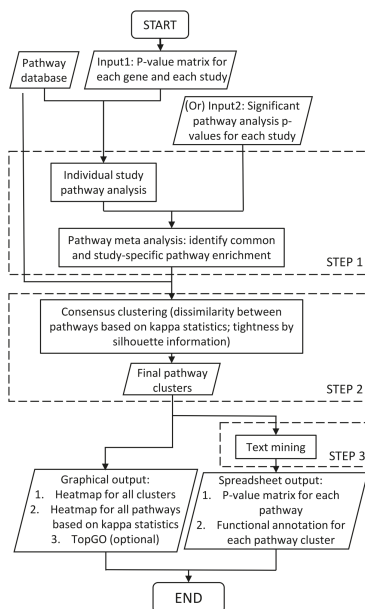 START
Pathway
database
Input1: P-value matrix for
each gene and each study
(Or) Input2: Significant
pathway analysis p-
values for each study
Individual study
pathway analysis
Pathway meta analysis: identify common
and study-specific pathway enrichment
STEP 1
Consensus clustering (dissimilarity between
pathways based on kappa statistics; tightness by
silhouette information)
Final pathway
clusters
STEP 2
Text mining
STEP 3
Graphical output:
1. Heatmap for all clusters
2. Heatmap for all pathways
based on kappa statistics
3. TopGO (optional)
Spreadsheet output:
1. P-value matrix for each
pathway
2. Functional annotation for
each pathway cluster
END